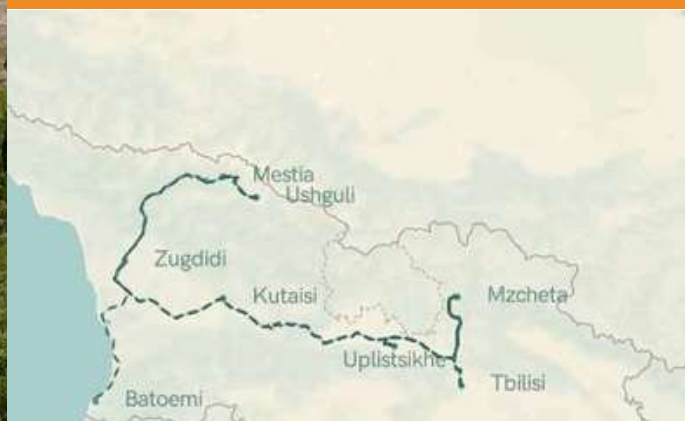 Mestia
Ushguli
Zugdidi
Kutaisi
Mzcheta
Uplistsikhe
Tbilisi
Batoemi